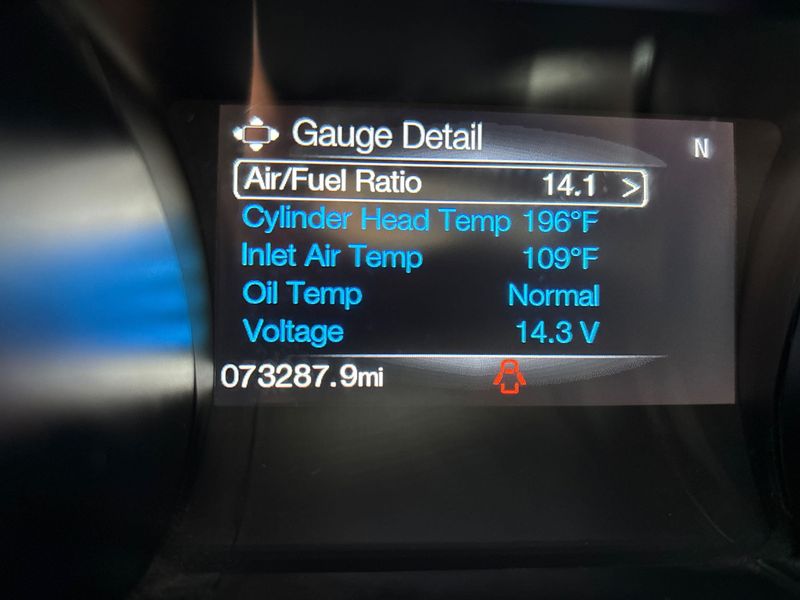 Gauge Detail
N
Air/Fuel Ratio 14.1 >
Cylinder Head Temp 196°F
Inlet Air Temp 109°F
Oil Temp Normal
Voltage 14.3 V
073287.9mi